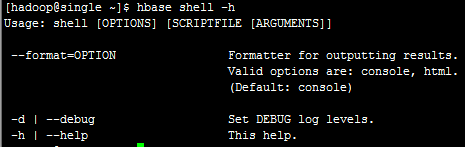 [hadoop@single ~]$ hbase shell -h
Usage: shell [OPTIONS] [SCRIPTFILE [ARGUMENTS]]
--format=OPTION Formatter for outputting results.
Valid options are: console, html.
(Default: console)
-d | --debug Set DEBUG log levels.
-h | --help This help.